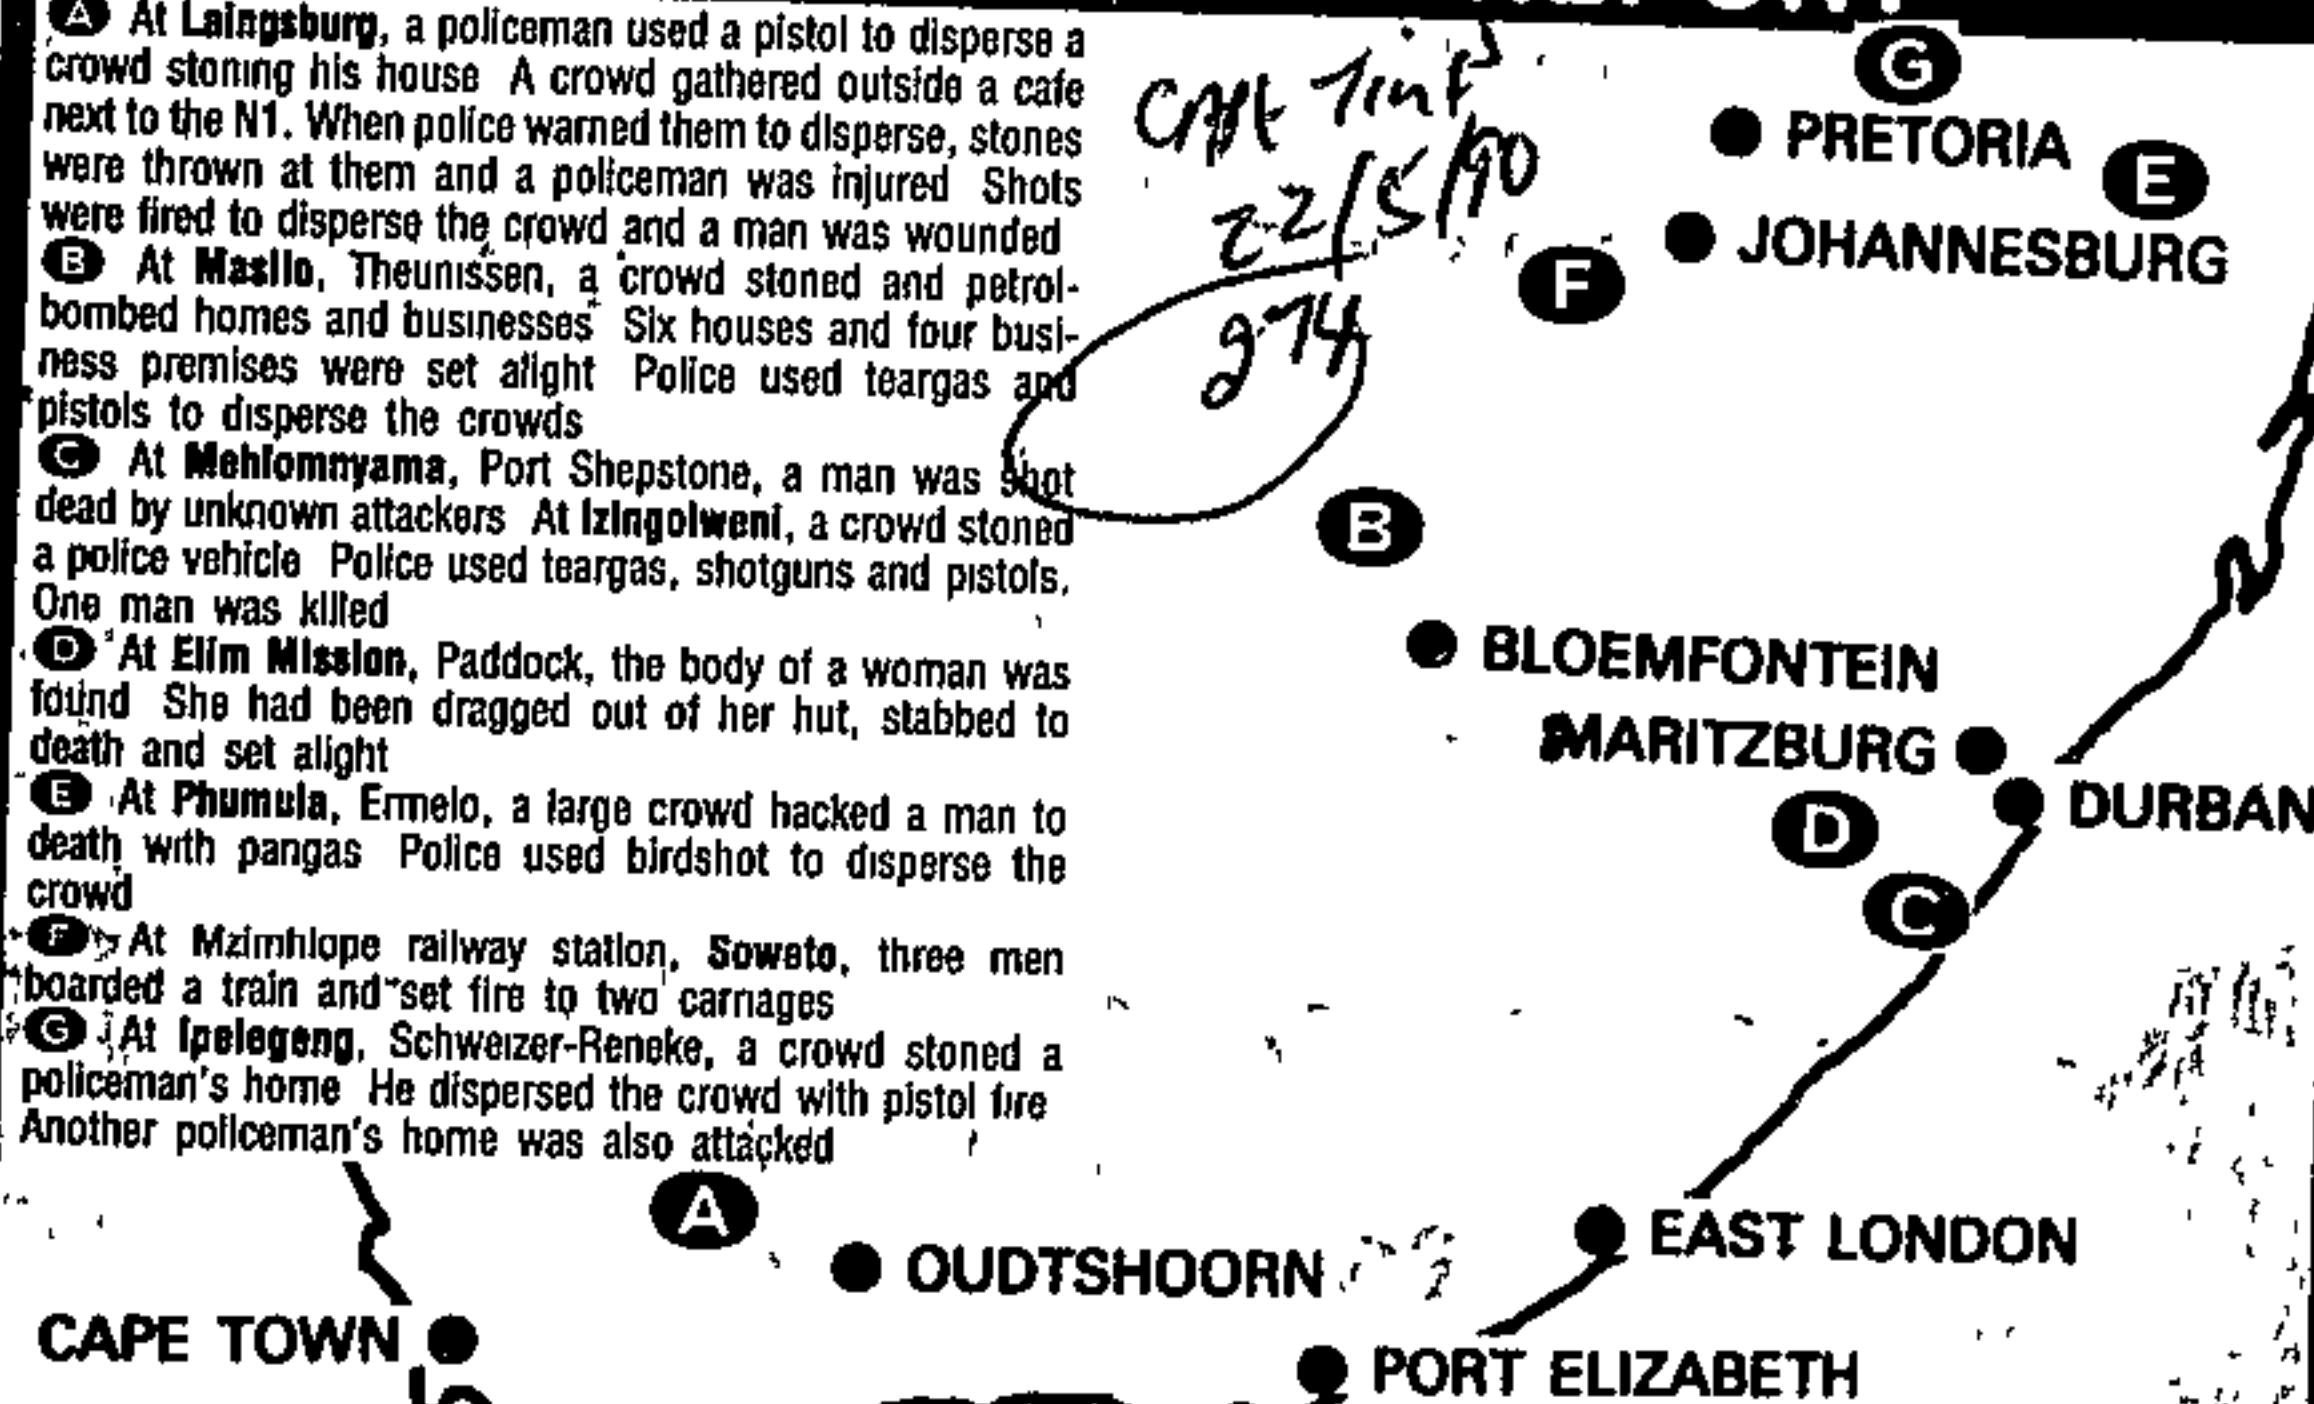 A At Laingsburg, a policeman used a pistol to disperse a
crowd stoning his house A crowd gathered outside a cafe
next to the N1. When police warned them to disperse, stones
were thrown at them and a policeman was injured Shots
were fired to disperse the crowd and a man was wounded
B At Masilo, Theunissen, a crowd stoned and petrol-
bombed homes and businesses Six houses and four busi-
ness premises were set alight Police used teargas and
pistols to disperse the crowds
C At Mehlomnyama, Port Shepstone, a man was shot
dead by unknown attackers At Izingolweni, a crowd stoned
a police vehicle Police used teargas, shotguns and pistols.
One man was killed
D At Elim Mission, Paddock, the body of a woman was
found She had been dragged out of her hut, stabbed to
death and set alight
E At Phumula, Ermelo, a large crowd hacked a man to
death with pangas Police used birdshot to disperse the
crowd
F At Mzimhlope railway station, Soweto, three men
boarded a train and set fire to two carriages
G At Ipelegeng, Schweizer-Reneke, a crowd stoned a
policeman's home He dispersed the crowd with pistol fire
Another policeman's home was also attacked
22/5/90
274
G
PRETORIA
E
JOHANNESBURG
F
B
BLOEMFONTEIN
MARITZBURG
DURBAN
D
C
A
OUDTSHOORN
EAST LONDON
CAPE TOWN
PORT ELIZABETH